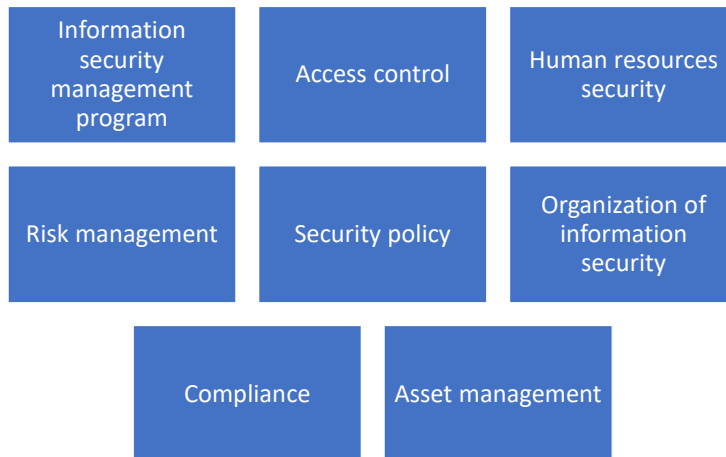 Information
security
management
program
Access control
Human resources
security
Risk management
Security policy
Organization of
information
security
Compliance
Asset management